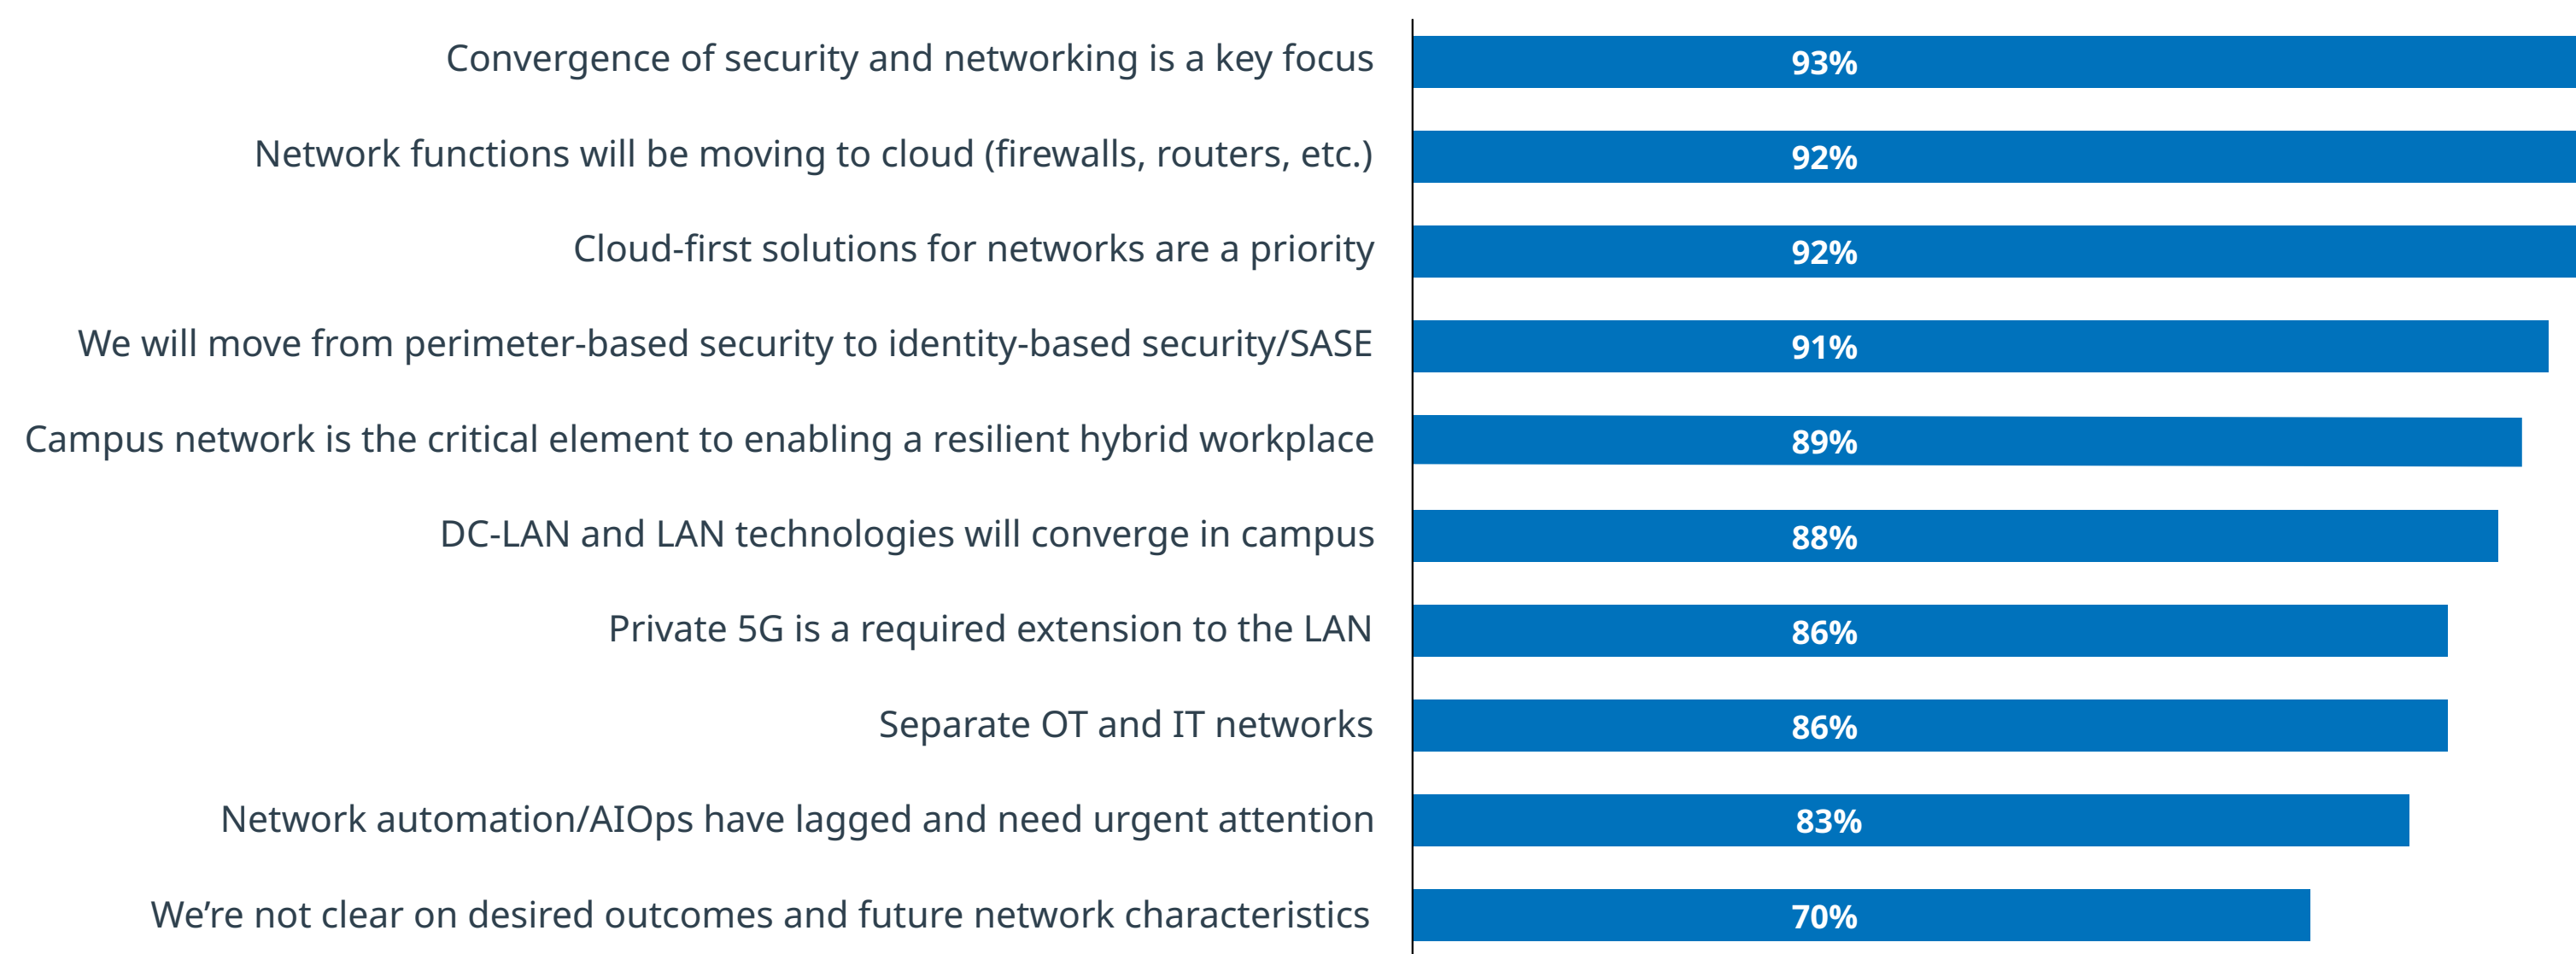 Convergence of security and networking is a key focus 93%
Network functions will be moving to cloud (firewalls, routers, etc.) 92%
Cloud-first solutions for networks are a priority 92%
We will move from perimeter-based security to identity-based security/SASE 91%
Campus network is the critical element to enabling a resilient hybrid workplace 89%
DC-LAN and LAN technologies will converge in campus 88%
Private 5G is a required extension to the LAN 86%
Separate OT and IT networks 86%
Network automation/AIOps have lagged and need urgent attention 83%
We’re not clear on desired outcomes and future network characteristics 70%